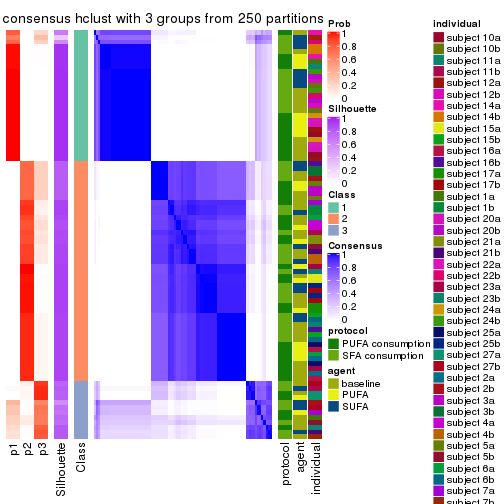 consensus hclust with 3 groups from 250 partitions
p1
p2
p3
Silhouette
Class
protocol
agent
individual
Prob
1
0.8
0.6
0.4
0.2
0
Silhouette
1
0.8
0.6
0.4
0.2
0
Class
1
2
3
Consensus
1
0.8
0.6
0.4
0.2
0
protocol
PUFA consumption
SFA consumption
agent
baseline
PUFA
SUFA
individual
subject 10a
subject 10b
subject 11a
subject 11b
subject 12a
subject 12b
subject 14a
subject 14b
subject 15a
subject 15b
subject 16a
subject 16b
subject 17a
subject 17b
subject 1a
subject 1b
subject 20a
subject 20b
subject 21a
subject 21b
subject 22a
subject 22b
subject 23a
subject 23b
subject 24a
subject 24b
subject 25a
subject 25b
subject 27a
subject 27b
subject 2a
subject 2b
subject 3a
subject 3b
subject 4a
subject 4b
subject 5a
subject 5b
subject 6a
subject 6b
subject 7a
subject 7b